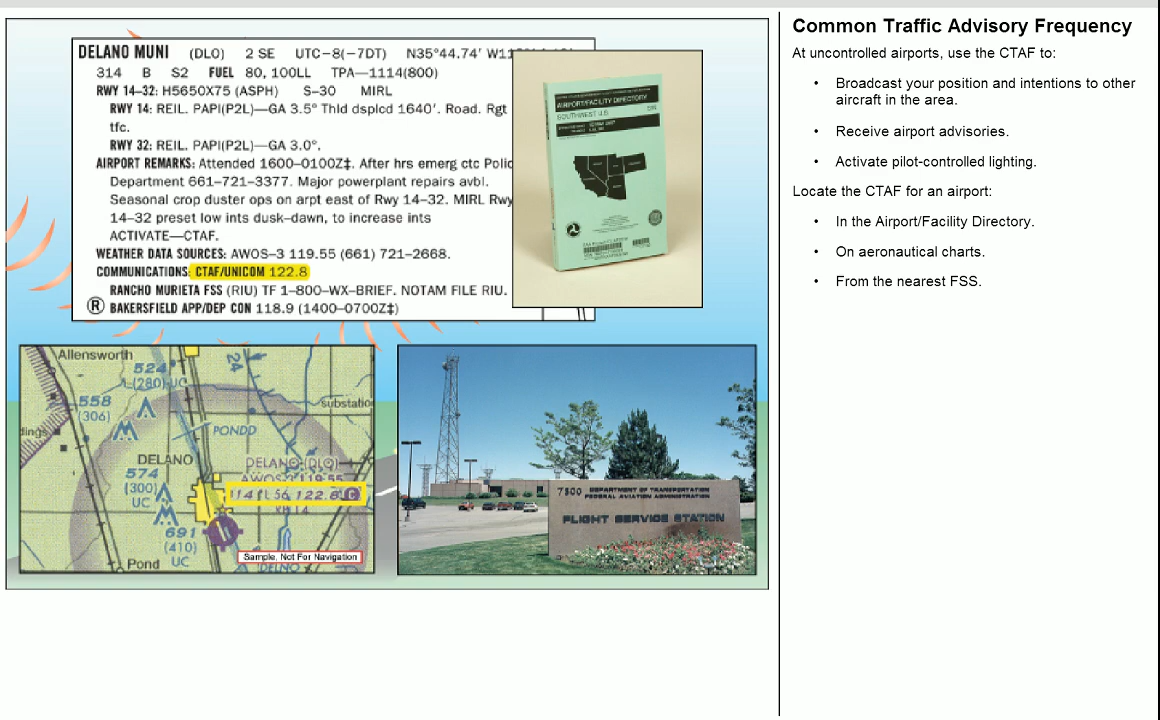 DELANO MUNI (DLO) 2 SE UTC–8(–7DT) N35°44.74′
314 B S2 FUEL 80, 100LL TPA—1114(800)
RWY 14–32: H5650X75 (ASPH) S–30 MIRL
RWY 14: REIL. PAPI(P2L)—GA 3.5° Thld dsplcd 1640′. Road. Rgt
tfc.
RWY 32: REIL. PAPI(P2L)—GA 3.0°.
AIRPORT REMARKS: Attended 1600–0100Z‡. After hrs emerg ctc Polic
Department 661–721–3377. Major powerplant repairs avbl.
Seasonal crop duster ops on arpt east of Rwy 14–32. MIRL Rwy
14–32 preset low ints dusk–dawn, to increase ints
ACTIVATE—CTAF.
WEATHER DATA SOURCES: AWOS–3 119.55 (661) 721–2668.
COMMUNICATIONS: CTAF/UNICOM 122.8
RANCHO MURIETA FSS (RIU) TF 1–800–WX–BRIEF. NOTAM FILE RIU.
Ⓡ BAKERSFIELD APP/DEP CON 118.9 (1400–0700Z‡)
AIRPORT/FACILITY DIRECTORY
SOUTHWEST U.S.
Allensworth
524
(280) UC
24
558
(306)
substatio
dings
PONDD
DELANO
DELANO (DLO)
AWOS-3 119.55
574
(300)
UC
122.8 C
691
(410)
UC
Pond
Sample, Not For Navigation
7500 DEPARTMENT OF TRANSPORTATION
FEDERAL AVIATION ADMINISTRATION
FLIGHT SERVICE STATION
Common Traffic Advisory Frequency
At uncontrolled airports, use the CTAF to:
• Broadcast your position and intentions to other
aircraft in the area.
• Receive airport advisories.
• Activate pilot-controlled lighting.
Locate the CTAF for an airport:
• In the Airport/Facility Directory.
• On aeronautical charts.
• From the nearest FSS.